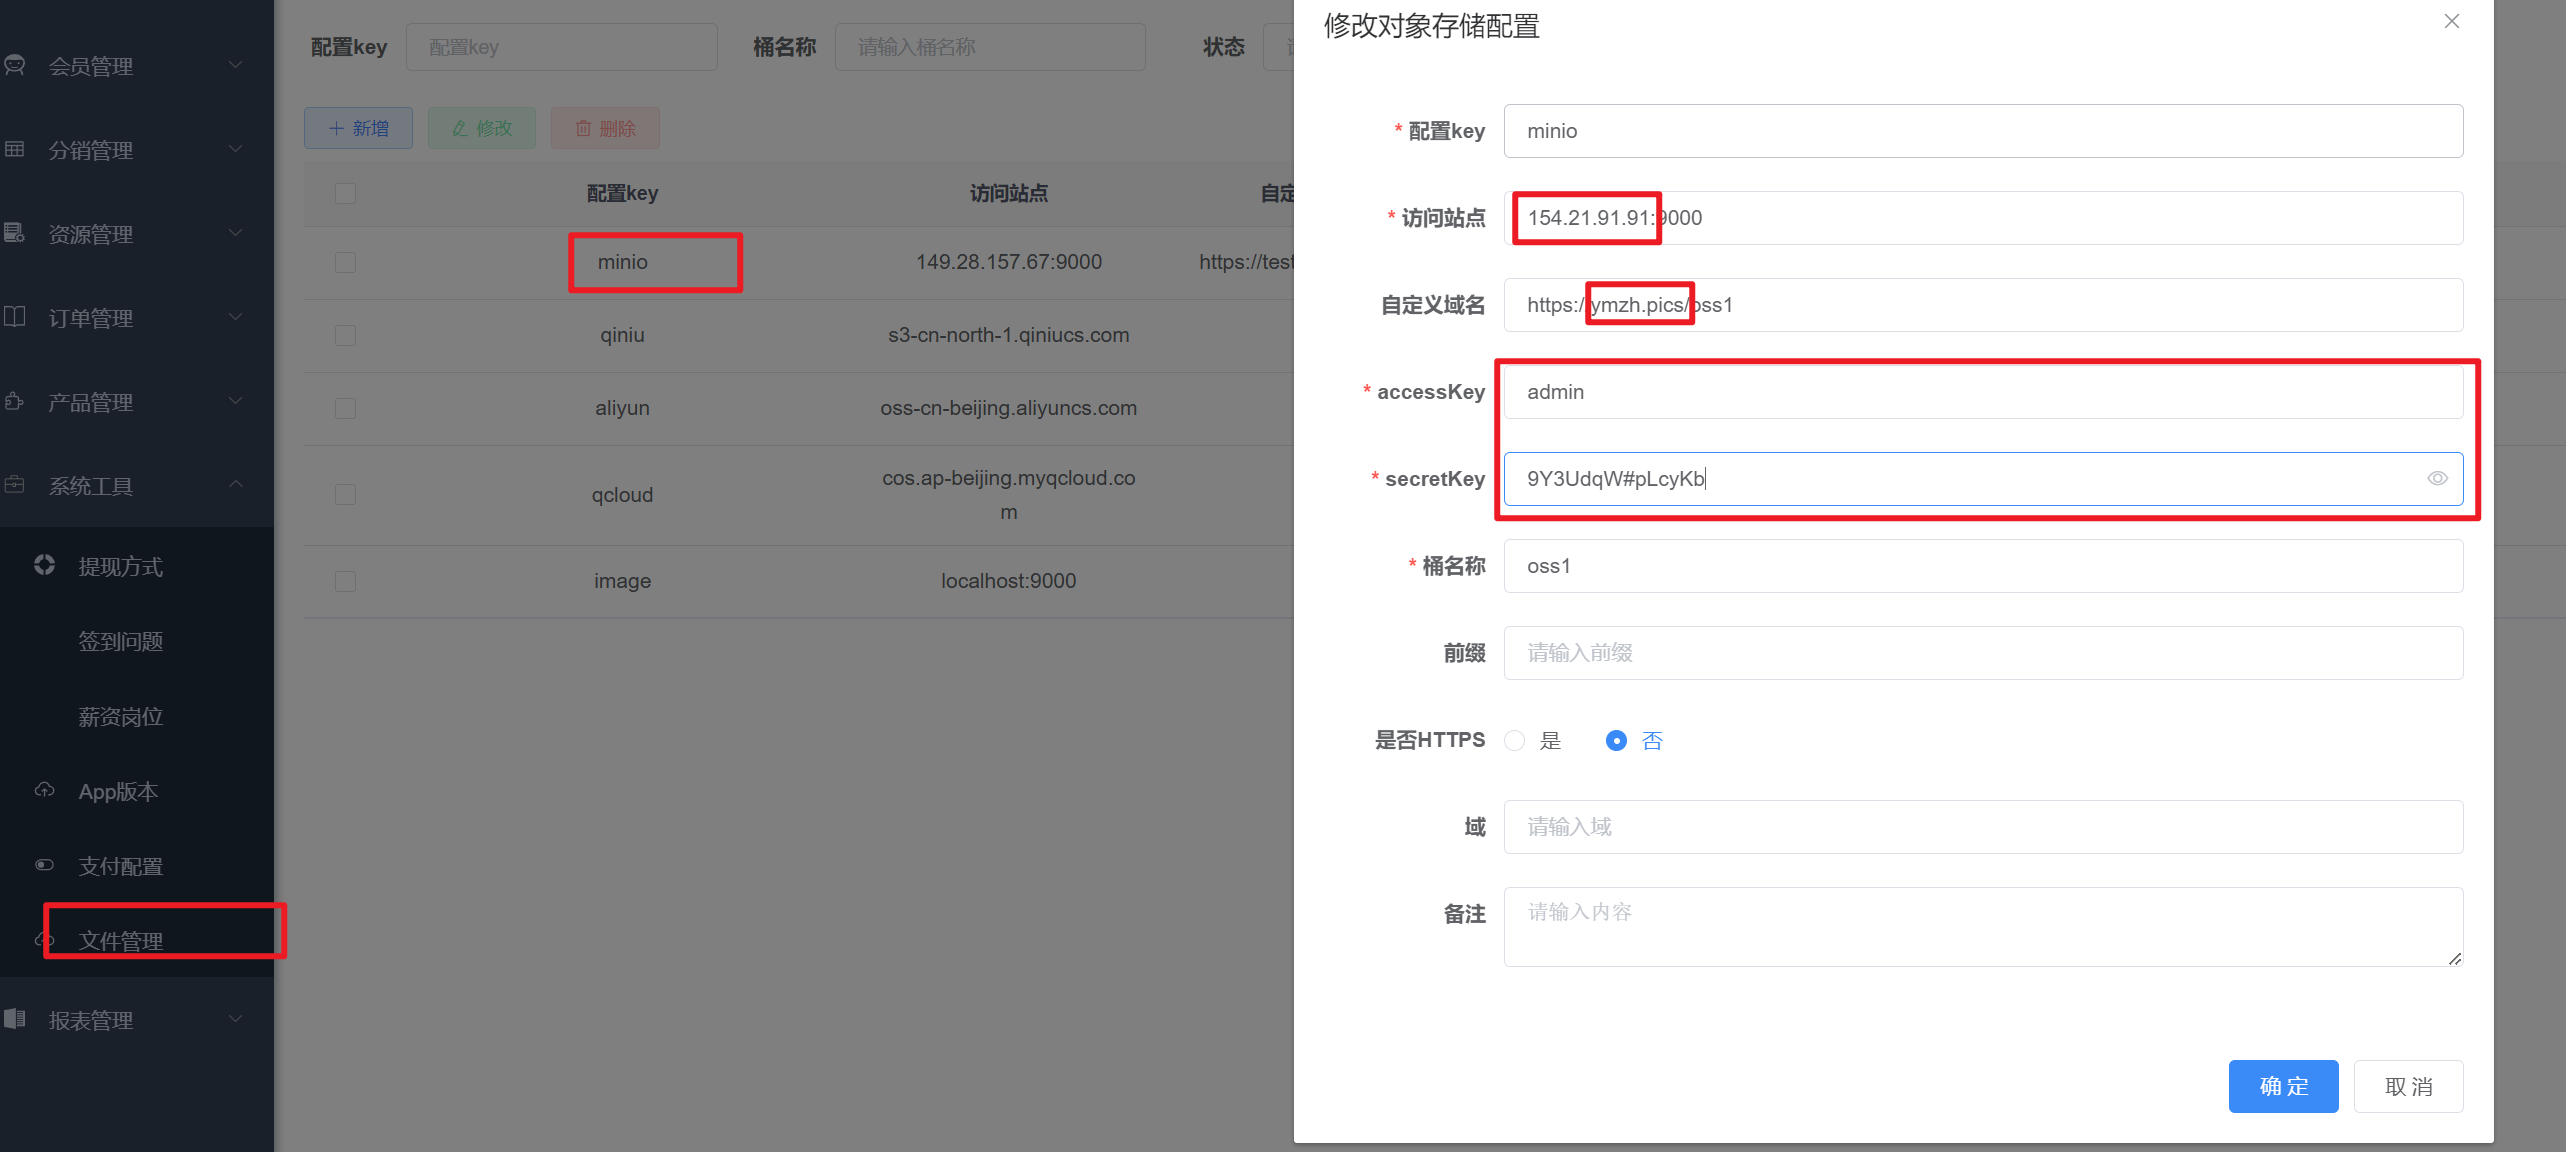 会员管理
分销管理
资源管理
订单管理
产品管理
系统工具
提现方式
签到问题
薪资岗位
App版本
支付配置
文件管理
报表管理
配置key 配置key 桶名称 请输入桶名称 状态
新增 修改 删除
配置key 访问站点
minio 149.28.157.67:9000 https://test
qiniu s3-cn-north-1.qiniucs.com
aliyun oss-cn-beijing.aliyuncs.com
qcloud cos.ap-beijing.myqcloud.co
m
image localhost:9000
修改对象存储配置
* 配置key minio
* 访问站点 154.21.91.91:9000
自定义域名 https://ymzh.pics/oss1
* accessKey admin
* secretKey 9Y3UdqW#pLcyKb
* 桶名称 oss1
前缀 请输入前缀
是否HTTPS 是 否
域 请输入域
备注 请输入内容
确 定 取 消